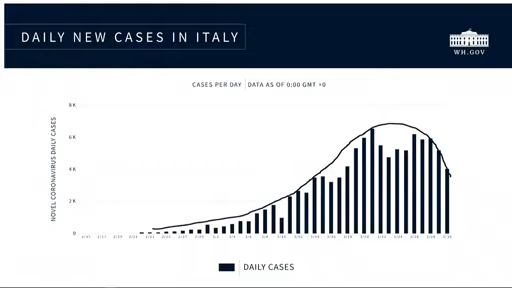 DAILY NEW CASES IN ITALY
WH.GOV
CASES PER DAY DATA AS OF 0:00 GMT +0
8K
6K
4K
2K
0
NOVEL CORONAVIRUS DAILY CASES
DAILY CASES